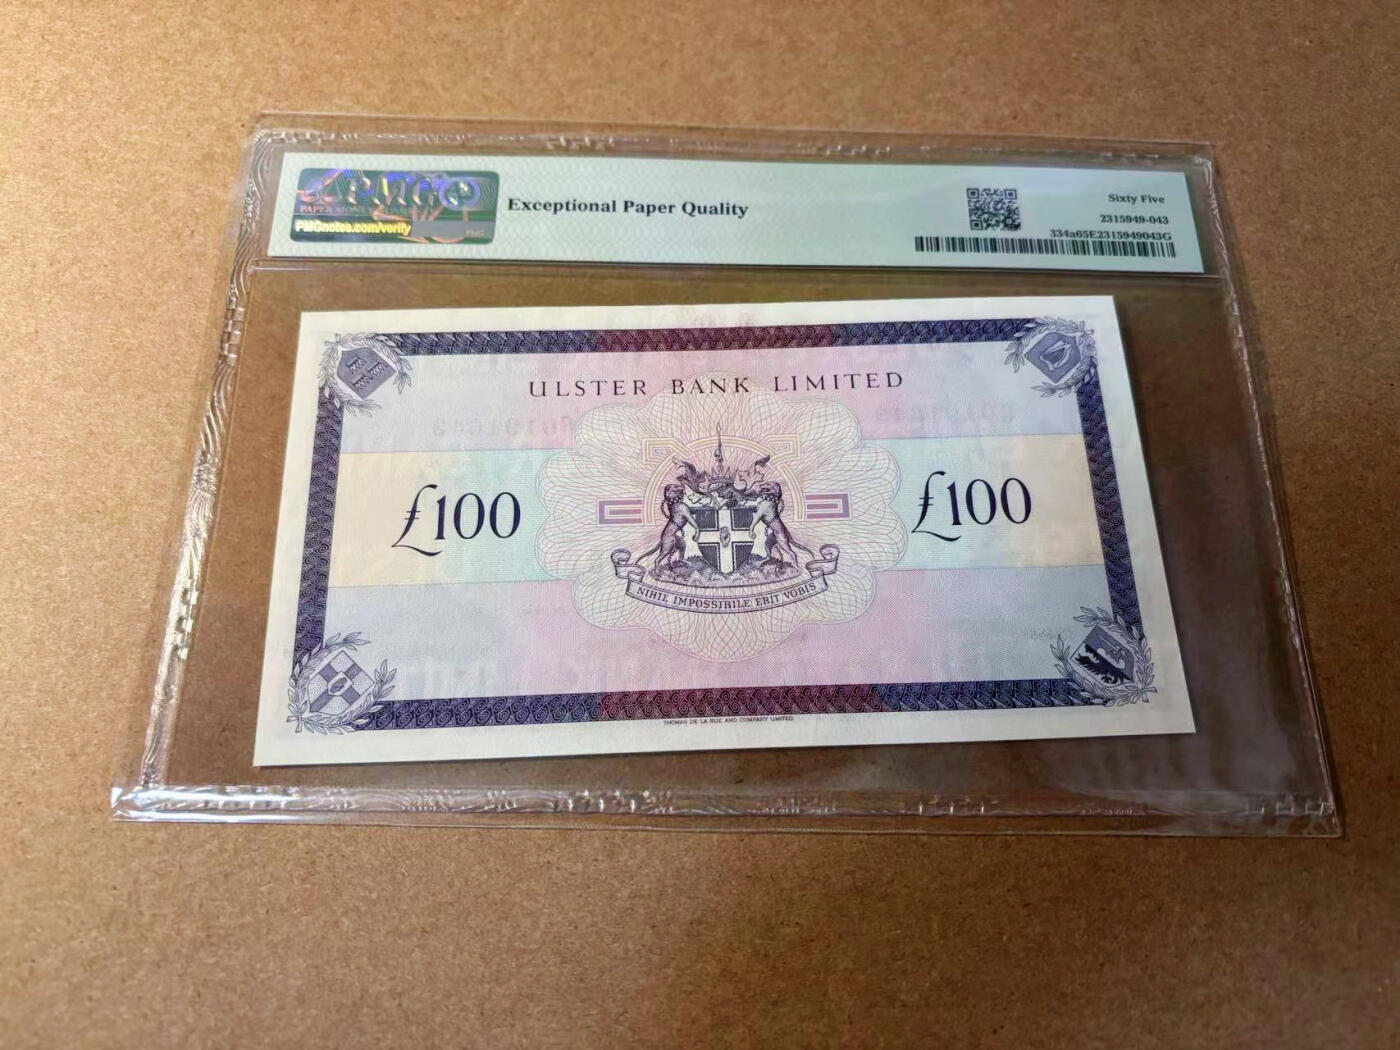 PMG
PAPER MONEY GUARANTY
PMGnotes.com/verify
PMG
Exceptional Paper Quality
Sixty Five
2315949-043
334a65E2315949043G
ULSTER BANK LIMITED
£100
£100
NIHIL IMPOSSIBILE ERIT VOBIS
THOMAS DE LA RUE AND COMPANY LIMITED.